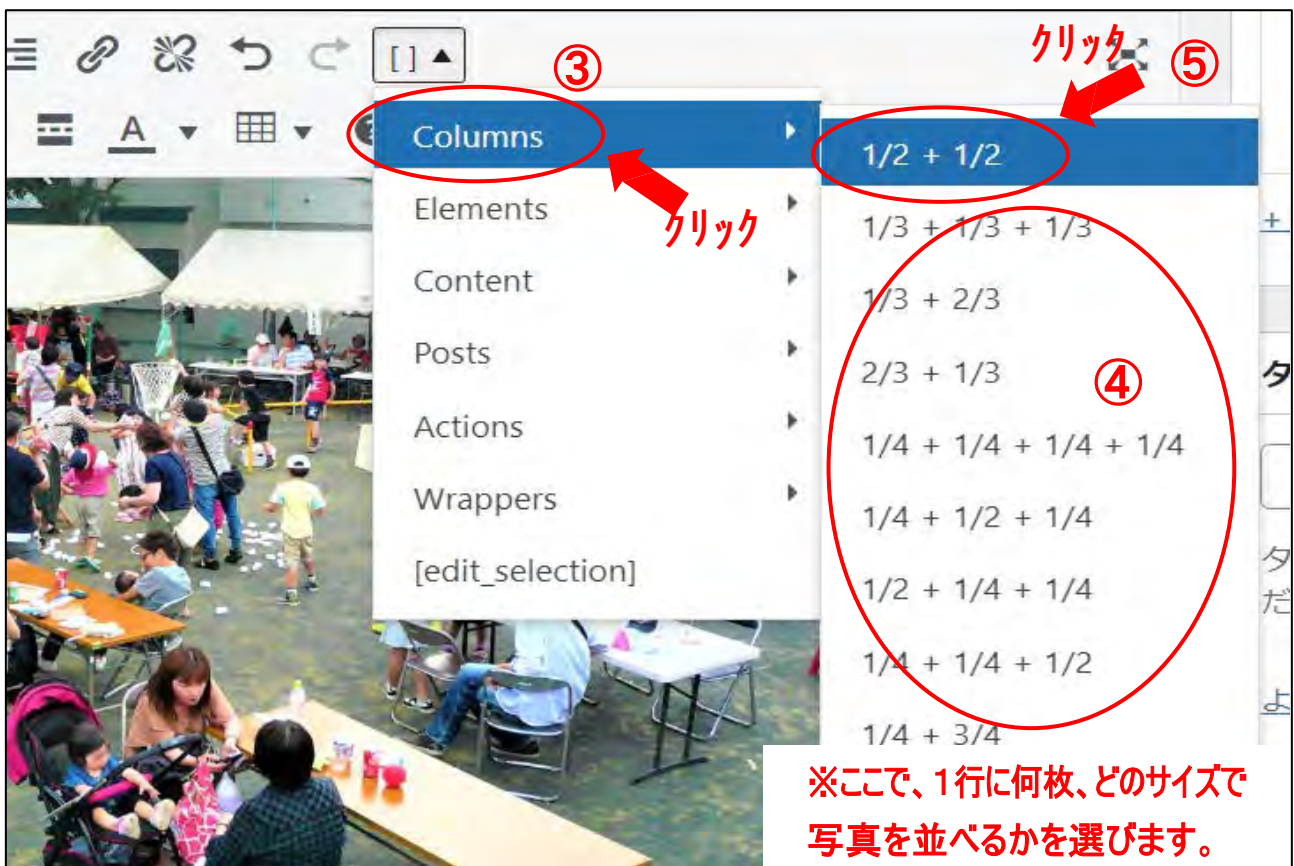 [ ] ▲
③
クリック
⑤
A
Columns
1/2 + 1/2
Elements
クリック
1/3 + 1/3 + 1/3
+
Content
1/3 + 2/3
Posts
2/3 + 1/3
④
タ
Actions
1/4 + 1/4 + 1/4 + 1/4
Wrappers
1/4 + 1/2 + 1/4
[edit_selection]
タ
1/2 + 1/4 + 1/4
だ
1/4 + 1/4 + 1/2
よ
1/4 + 3/4
※ここで、1行に何枚、どのサイズで
写真を並べるかを選びます。